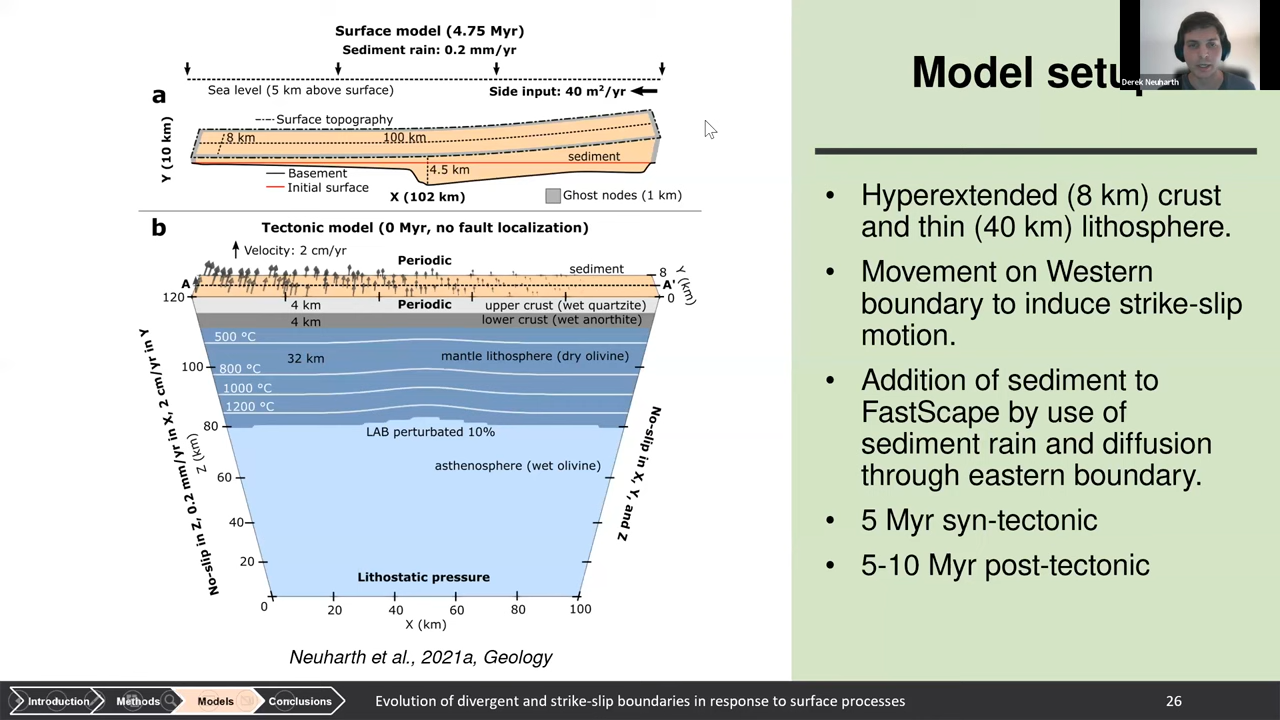 Surface model (4.75 Myr)
Sediment rain: 0.2 mm/yr
a
Sea level (5 km above surface)
Side input: 40 m²/yr
Surface topography
Y (10 km)
8 km
100 km
sediment
4.5 km
Basement
Initial surface
X (102 km)
Ghost nodes (1 km)
b
Tectonic model (0 Myr, no fault localization)
Velocity: 2 cm/yr
Periodic
sediment
8
Y (km)
A
A'
120
0
4 km
Periodic
upper crust (wet quartzite)
4 km
lower crust (wet anorthite)
500 °C
32 km
mantle lithosphere (dry olivine)
100
800 °C
1000 °C
1200 °C
80
LAB perturbated 10%
asthenosphere (wet olivine)
No-slip in Z, 0.2 mm/yr in X, 2 cm/yr in Y
Z (km)
No-slip in X, Y, and Z
60
40
20
Lithostatic pressure
0
20
40
60
80
100
X (km)
Neuharth et al., 2021a, Geology
Model setup
Derek Neuharth
• Hyperextended (8 km) crust
and thin (40 km) lithosphere.
• Movement on Western
boundary to induce strike-slip
motion.
• Addition of sediment to
FastScape by use of
sediment rain and diffusion
through eastern boundary.
• 5 Myr syn-tectonic
• 5-10 Myr post-tectonic
Introduction
Methods
Models
Conclusions
Evolution of divergent and strike-slip boundaries in response to surface processes
26